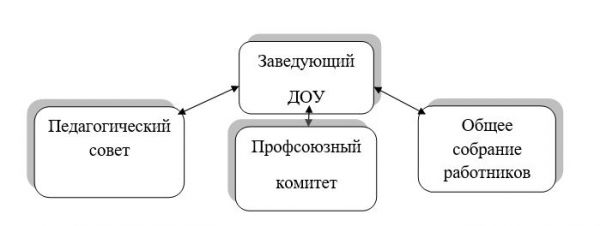 Заведующий
ДОУ
Педагогический
совет
Профсоюзный
комитет
Общее
собрание
работников